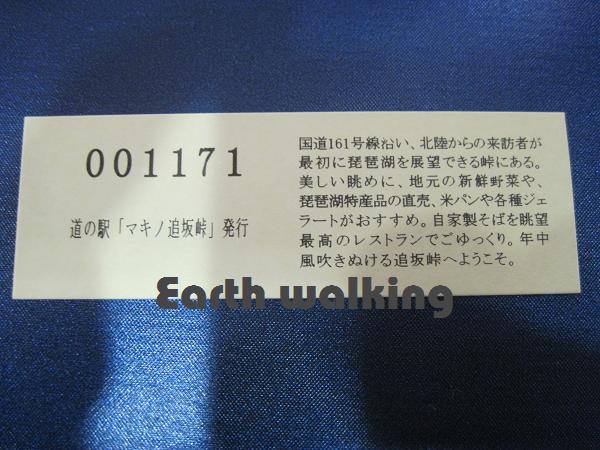 001171
道の駅「マキノ追坂峠」発行
国道161号線沿い、北陸からの来訪者が
最初に琵琶湖を展望できる峠にある。
美しい眺めに、地元の新鮮野菜や、
琵琶湖特産品の直売、米パンや各種ジェ
ラートがおすすめ。自家製そばを眺望
最高のレストランでごゆっくり。年中
風吹きぬける追坂峠へようこそ。
Earth walking